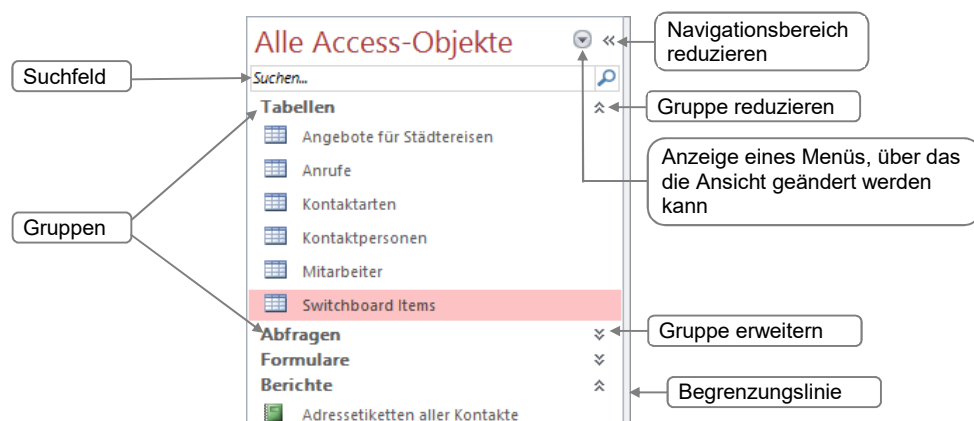 Alle Access-Objekte
Navigationsbereich
reduzieren
Suchfeld
Suchen...
Tabellen
Gruppe reduzieren
Angebote für Städtereisen
Anrufe
Anzeige eines Menüs, über das
die Ansicht geändert werden
kann
Kontaktarten
Gruppen
Kontaktpersonen
Mitarbeiter
Switchboard Items
Abfragen
Gruppe erweitern
Formulare
Berichte
Begrenzungslinie
Adressetiketten aller Kontakte